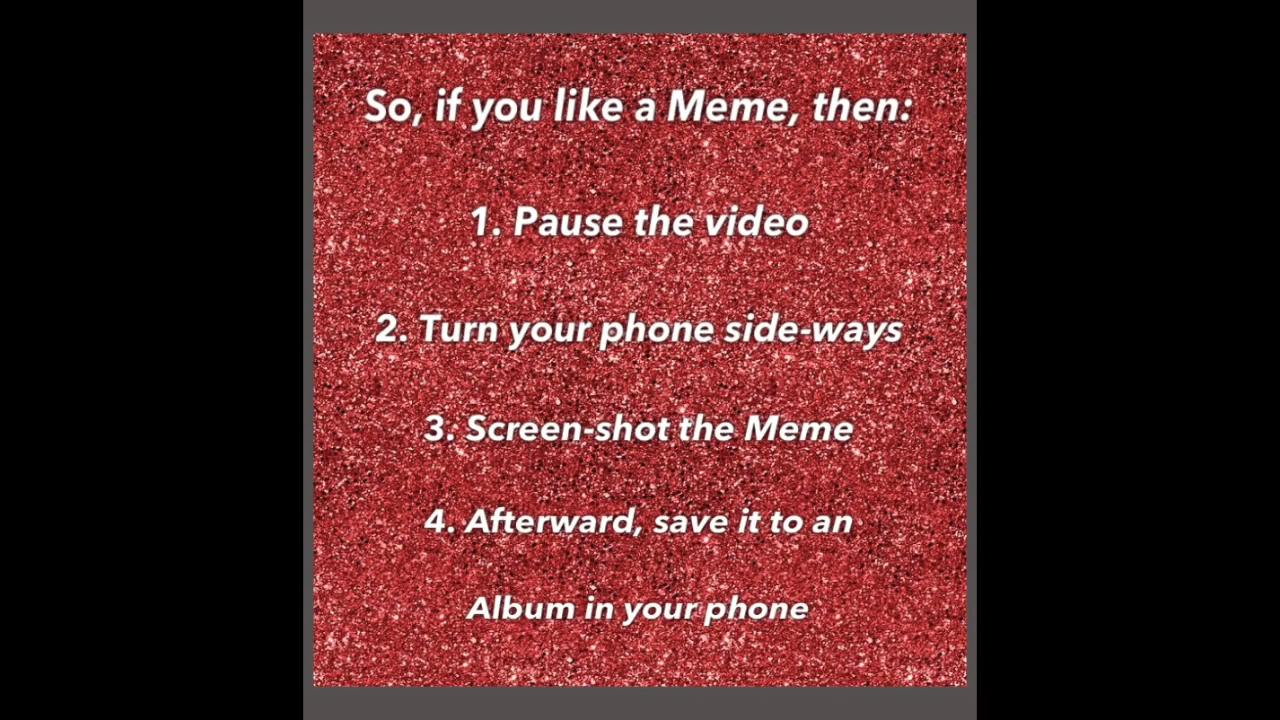 So, if you like a Meme, then:
1. Pause the video
2. Turn your phone side-ways
3. Screen-shot the Meme
4. Afterward, save it to an
Album in your phone